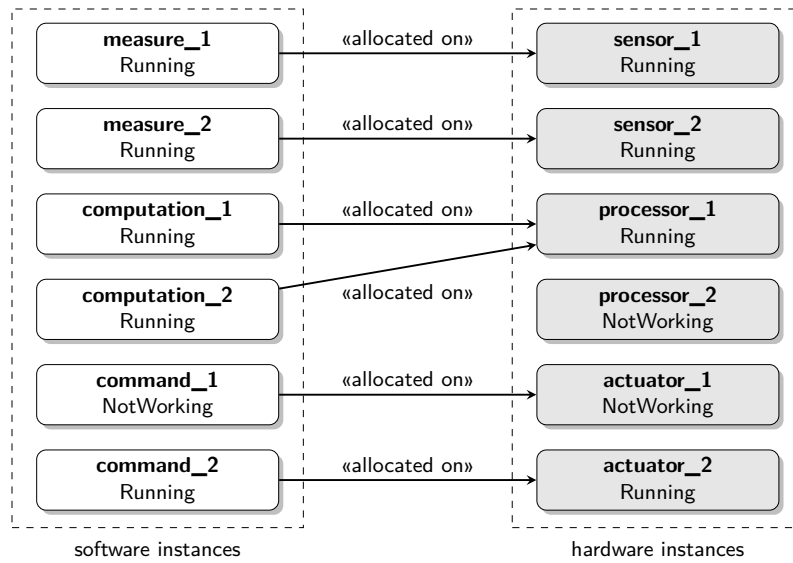 measure_1
Running
«allocated on»
sensor_1
Running
measure_2
Running
«allocated on»
sensor_2
Running
computation_1
Running
«allocated on»
processor_1
Running
computation_2
Running
«allocated on»
processor_2
NotWorking
command_1
NotWorking
«allocated on»
actuator_1
NotWorking
command_2
Running
«allocated on»
actuator_2
Running
software instances
hardware instances